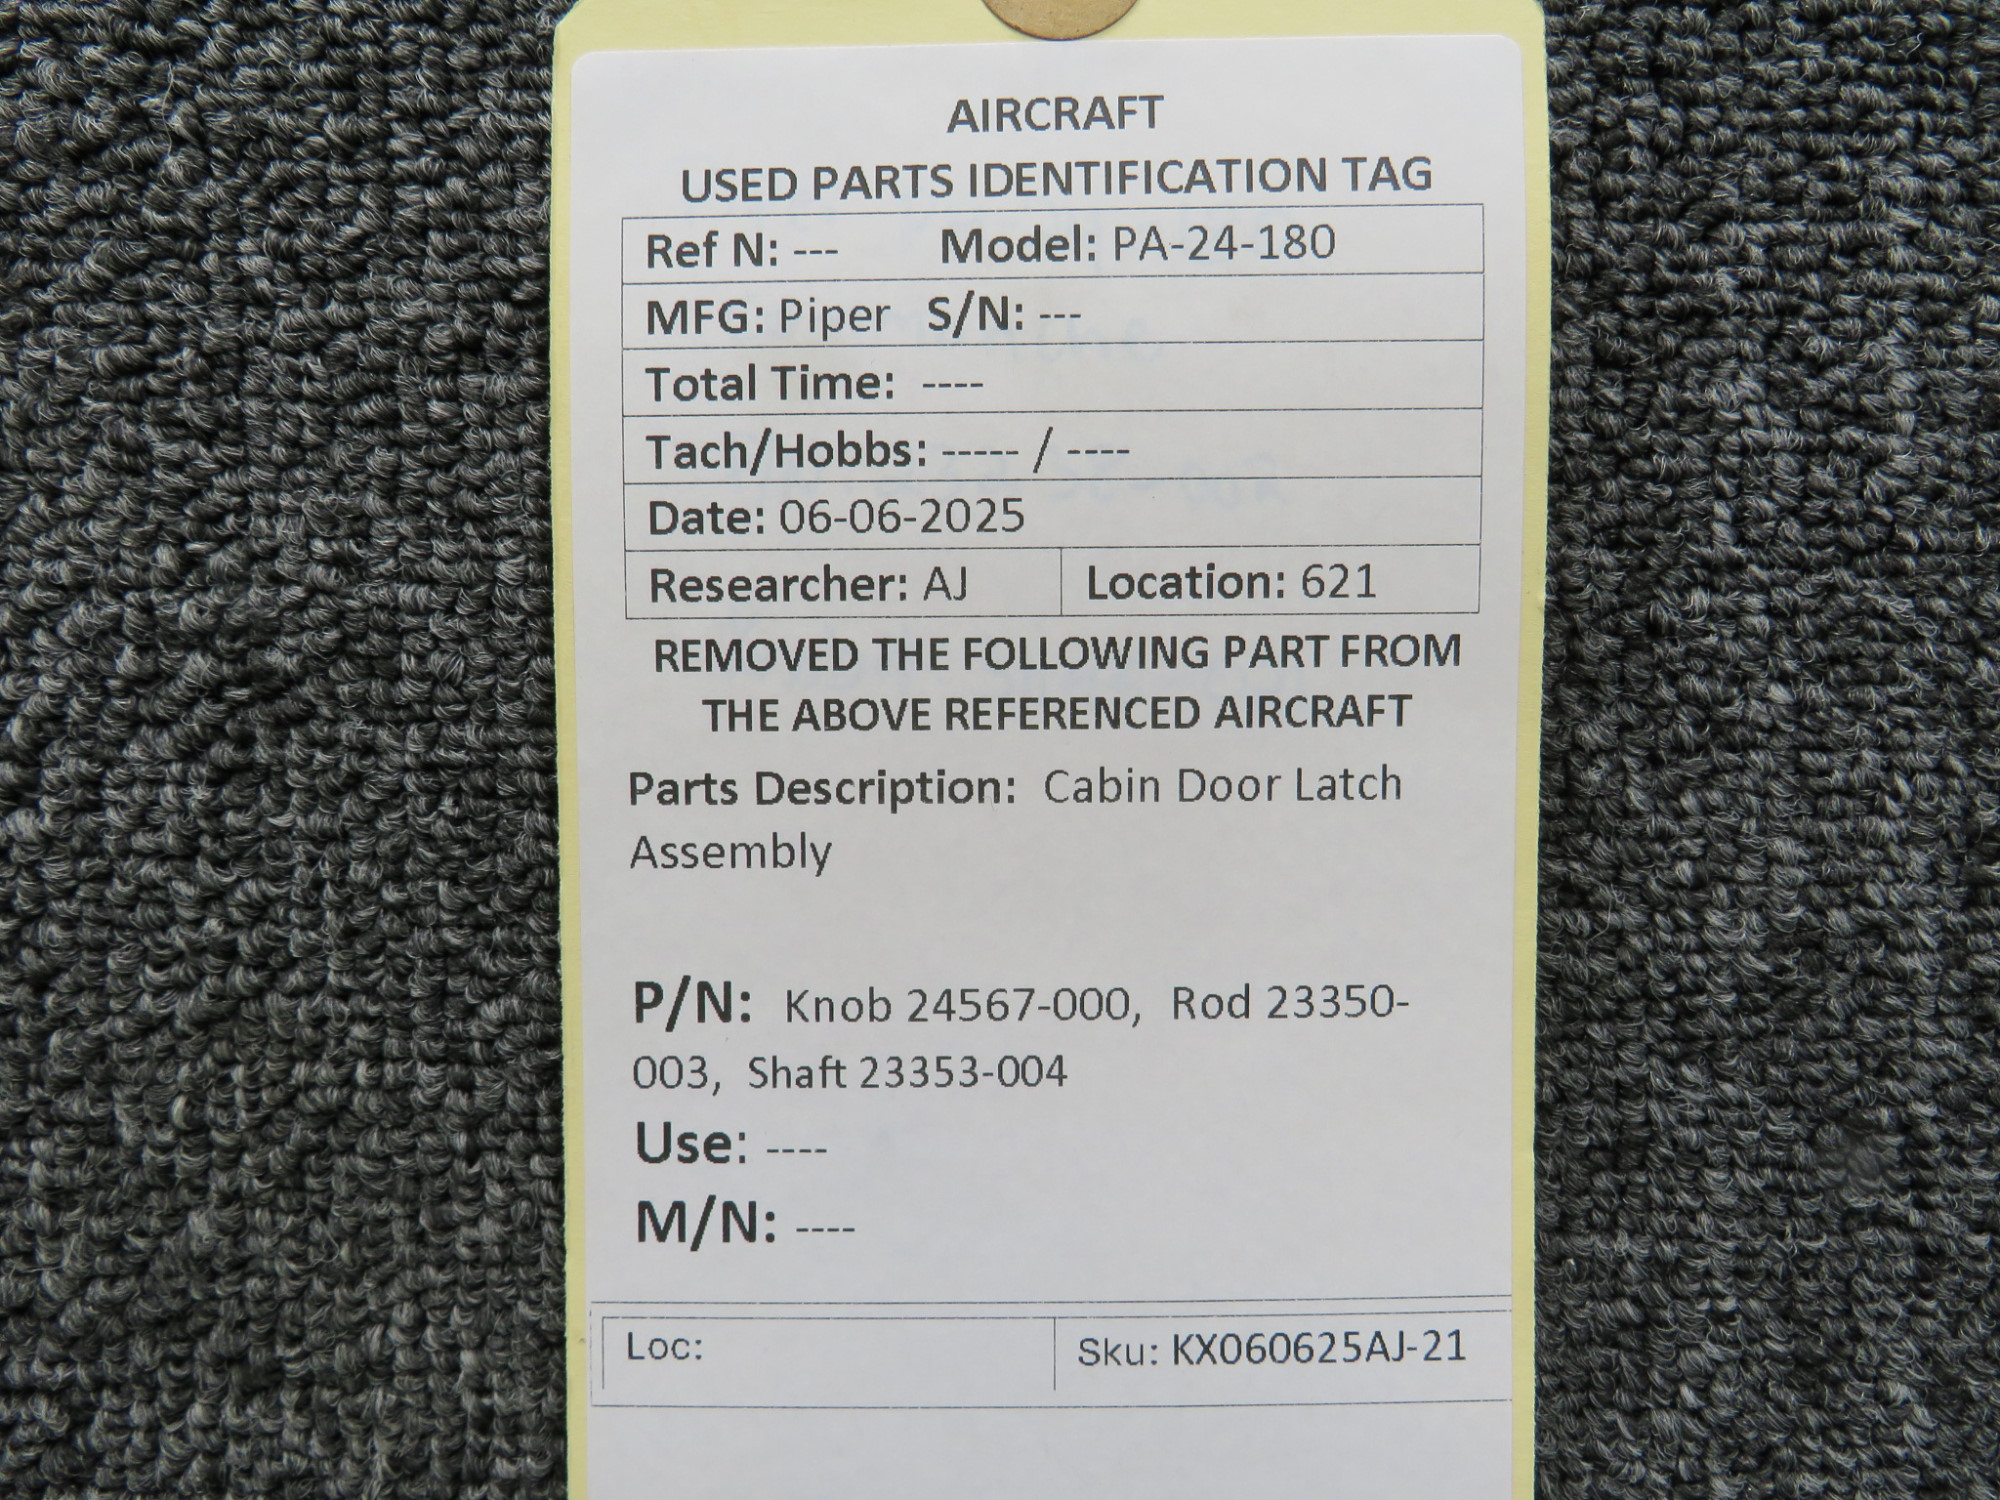 AIRCRAFT
USED PARTS IDENTIFICATION TAG
Ref N: --- Model: PA-24-180
MFG: Piper S/N: ---
Total Time: ----
Tach/Hobbs: ----- / ----
Date: 06-06-2025
Researcher: AJ Location: 621
REMOVED THE FOLLOWING PART FROM
THE ABOVE REFERENCED AIRCRAFT
Parts Description: Cabin Door Latch
Assembly
P/N: Knob 24567-000, Rod 23350-
003, Shaft 23353-004
Use: ----
M/N: ----
Loc: Sku: KX060625AJ-21